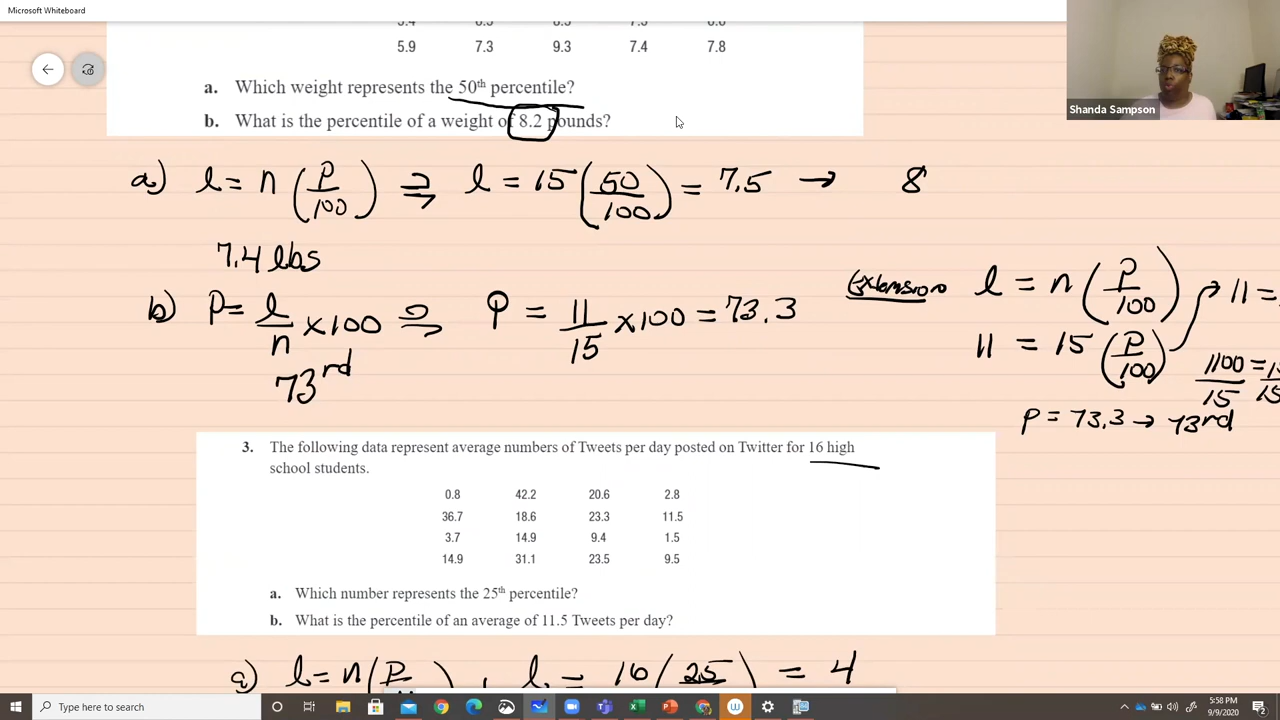 Microsoft Whiteboard
5.9 7.3 9.3 7.4 7.8
Shanda Sampson
a. Which weight represents the 50th percentile?
b. What is the percentile of a weight of 8.2 pounds?
a) l = n (P/100) ⇒ l = 15 (50/100) = 7.5 → 8
7.4 lbs
b) P = l/n × 100 ⇒ P = 11/15 × 100 = 73.3
73rd
Extension l = n (P/100)
11 = 15 (P/100) → 11 =
1100/15 =
P = 73.3 → 73rd
3. The following data represent average numbers of Tweets per day posted on Twitter for 16 high
school students.
0.8 42.2 20.6 2.8
36.7 18.6 23.3 11.5
3.7 14.9 9.4 1.5
14.9 31.1 23.5 9.5
a. Which number represents the 25th percentile?
b. What is the percentile of an average of 11.5 Tweets per day?
a) l = n (P l = 16 (25 = 4
Type here to search
5:58 PM
9/9/2020